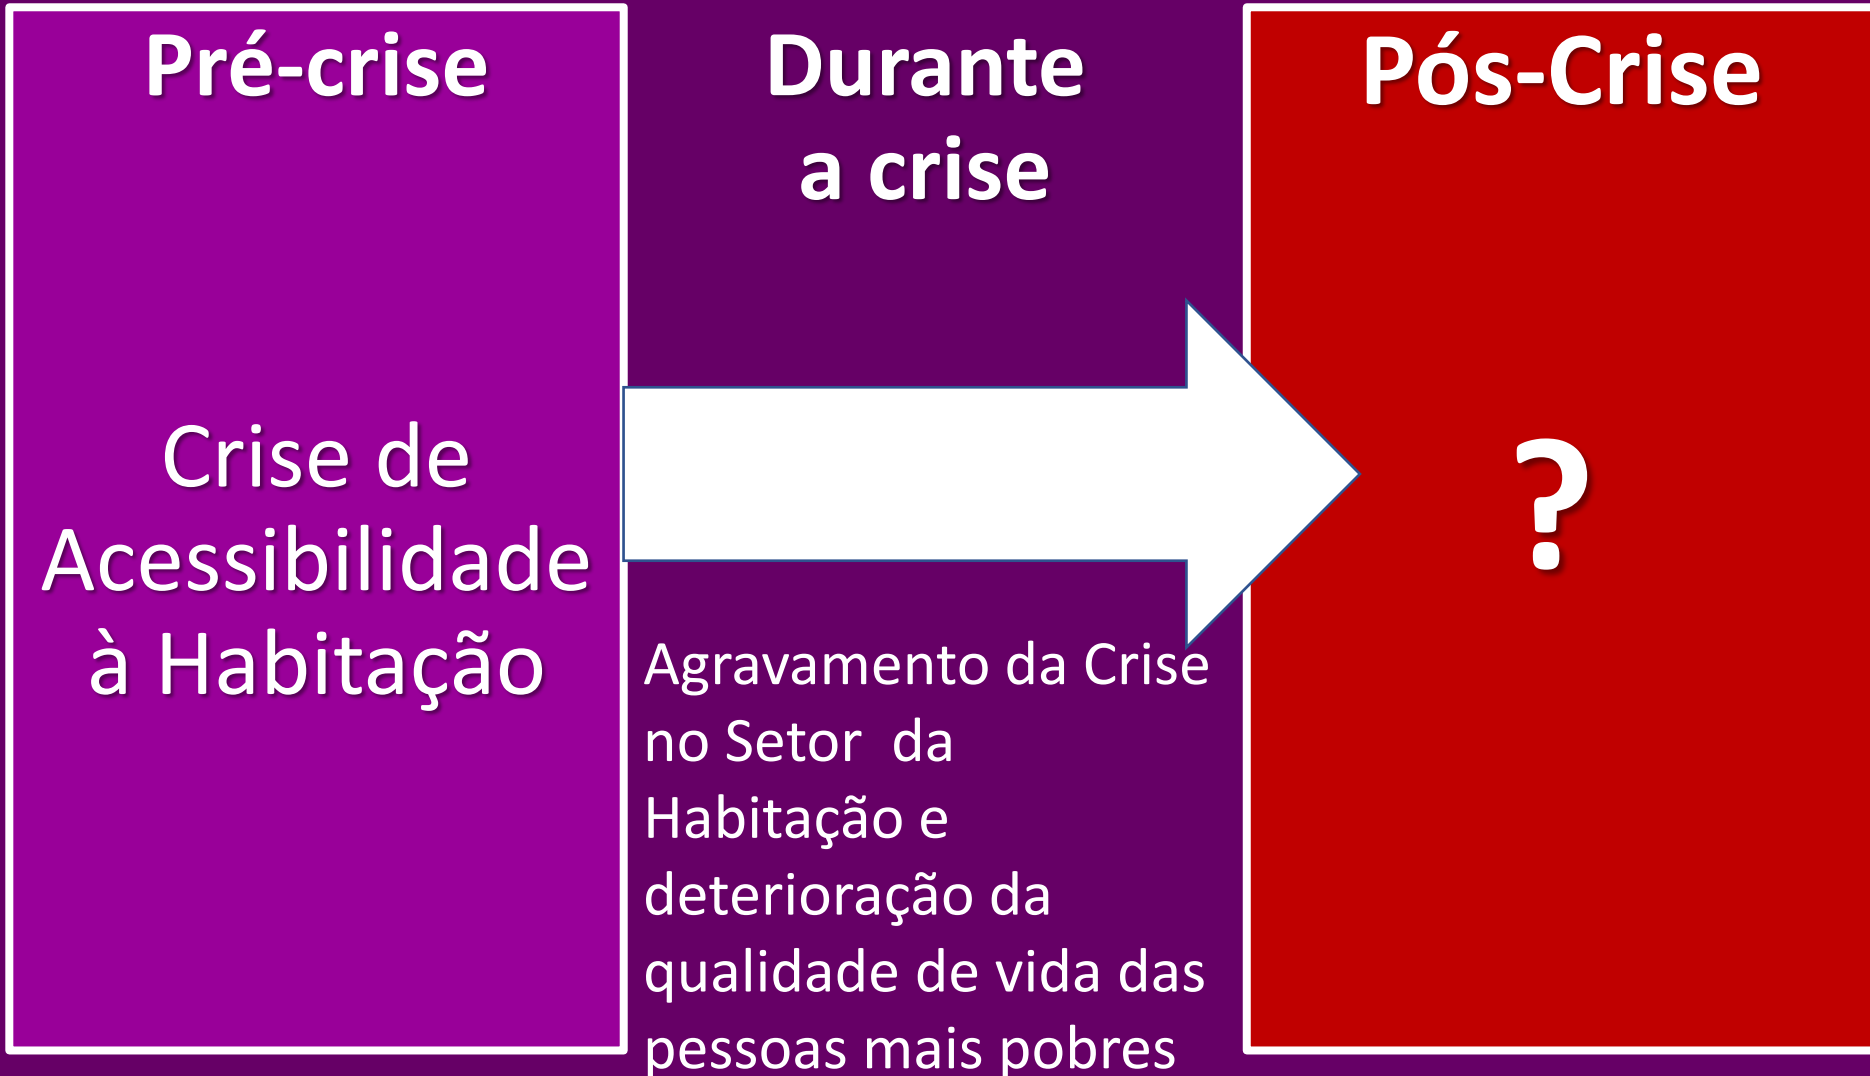 Pré-crise
Crise de
Acessibilidade
à Habitação
Durante
a crise
Agravamento da Crise
no Setor  da
Habitação e
deterioração da
qualidade de vida das
pessoas mais pobres
Pós-Crise
?